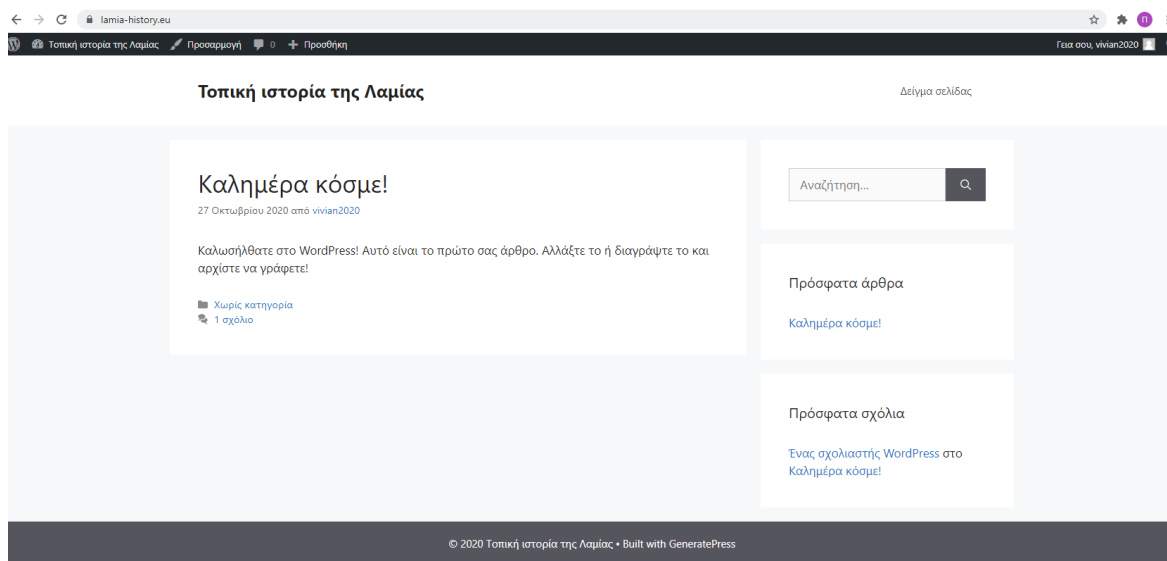 lamia-history.eu
Π
Τοπική ιστορία της Λαμίας Προσαρμογή 0 Προσθήκη Γεια σου, vivian2020
Τοπική ιστορία της Λαμίας
Δείγμα σελίδας
Καλημέρα κόσμε!
27 Οκτωβρίου 2020 από vivian2020
Καλωσήλθατε στο WordPress! Αυτό είναι το πρώτο σας άρθρο. Αλλάξτε το ή διαγράψτε το και
αρχίστε να γράφετε!
Χωρίς κατηγορία
1 σχόλιο
Αναζήτηση...
Πρόσφατα άρθρα
Καλημέρα κόσμε!
Πρόσφατα σχόλια
Ένας σχολιαστής WordPress στο
Καλημέρα κόσμε!
© 2020 Τοπική ιστορία της Λαμίας • Built with GeneratePress